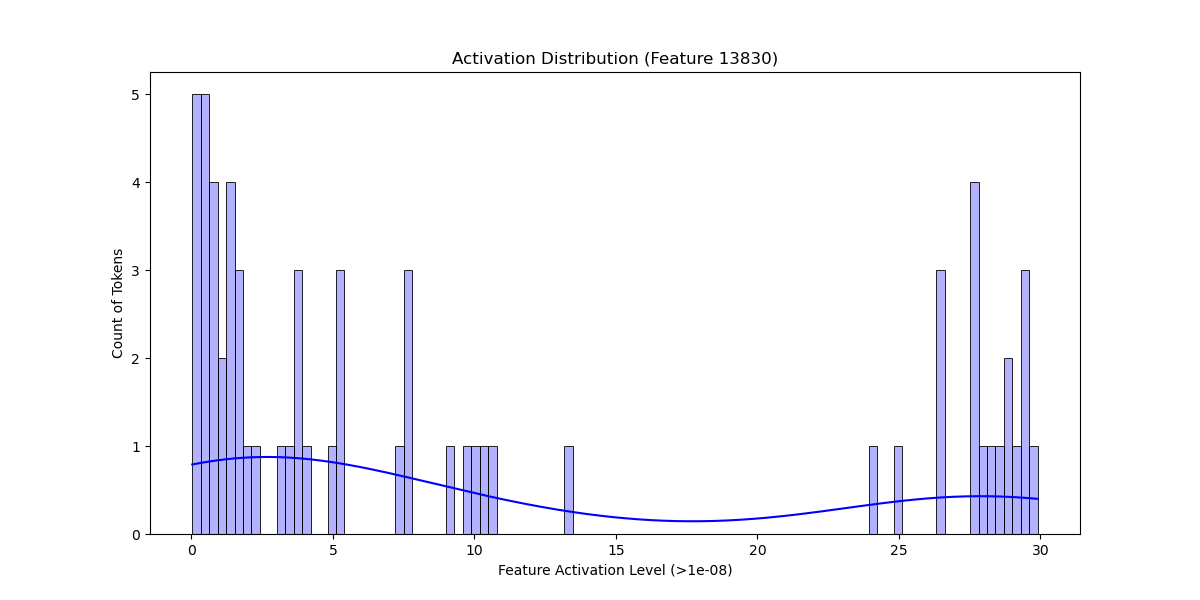 Activation Distribution (Feature 13830)
5
4
3
2
1
0
Count of Tokens
0 5 10 15 20 25 30
Feature Activation Level (>1e-08)